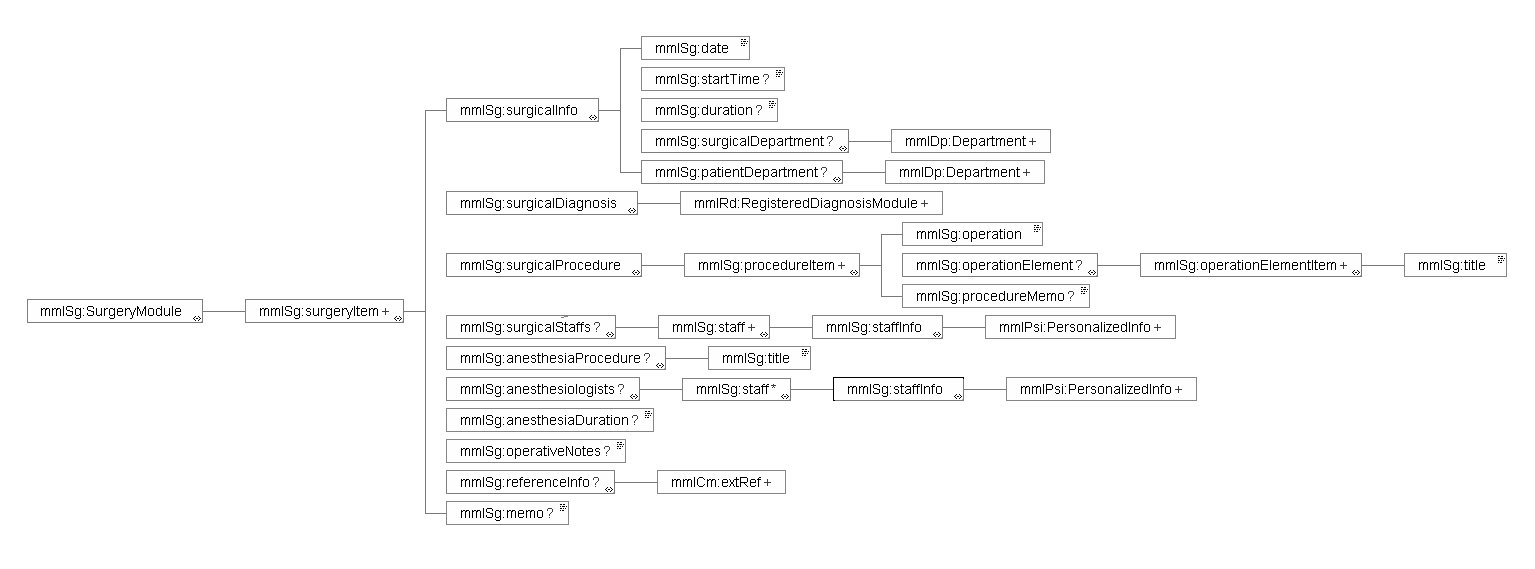 mmlSg:date
mmlSg:startTime?
mmlSg:surgicalInfo
mmlSg:duration?
mmlSg:surgicalDepartment?
mmlDp:Department+
mmlSg:patientDepartment?
mmlDp:Department+
mmlSg:surgicalDiagnosis
mmlRd:RegisteredDiagnosisModule+
mmlSg:operation
mmlSg:surgicalProcedure
mmlSg:procedureItem+
mmlSg:operationElement?
mmlSg:operationElementItem+
mmlSg:title
mmlSg:procedureMemo?
mmlSg:SurgeryModule
mmlSg:surgeryItem+
mmlSg:surgicalStaffs?
mmlSg:staff+
mmlSg:staffInfo
mmlPsi:PersonalizedInfo+
mmlSg:anesthesiaProcedure?
mmlSg:title
mmlSg:anesthesiologists?
mmlSg:staff*
mmlSg:staffInfo
mmlPsi:PersonalizedInfo+
mmlSg:anesthesiaDuration?
mmlSg:operativeNotes?
mmlSg:referenceInfo?
mmlCm:extRef+
mmlSg:memo?